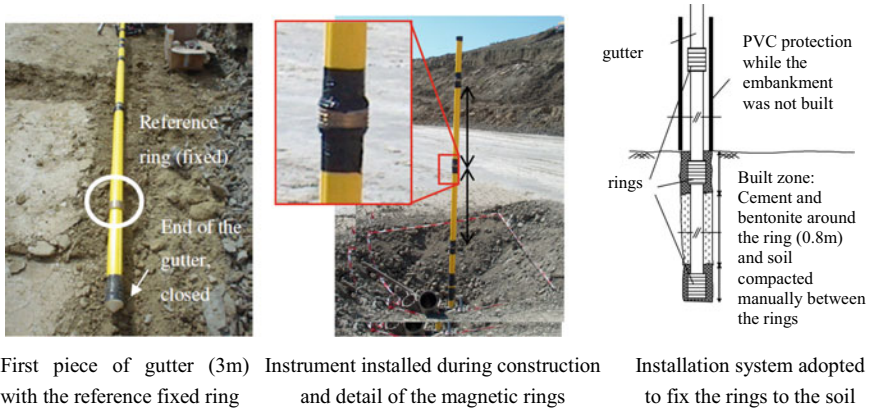 Reference
ring (fixed)
End of the
gutter,
closed
gutter
rings
PVC protection
while the
embankment
was not built
Built zone:
Cement and
bentonite around
the ring (0.8m)
and soil
compacted
manually between
the rings
First piece of gutter (3m)
with the reference fixed ring
Instrument installed during construction
and detail of the magnetic rings
Installation system adopted
to fix the rings to the soil